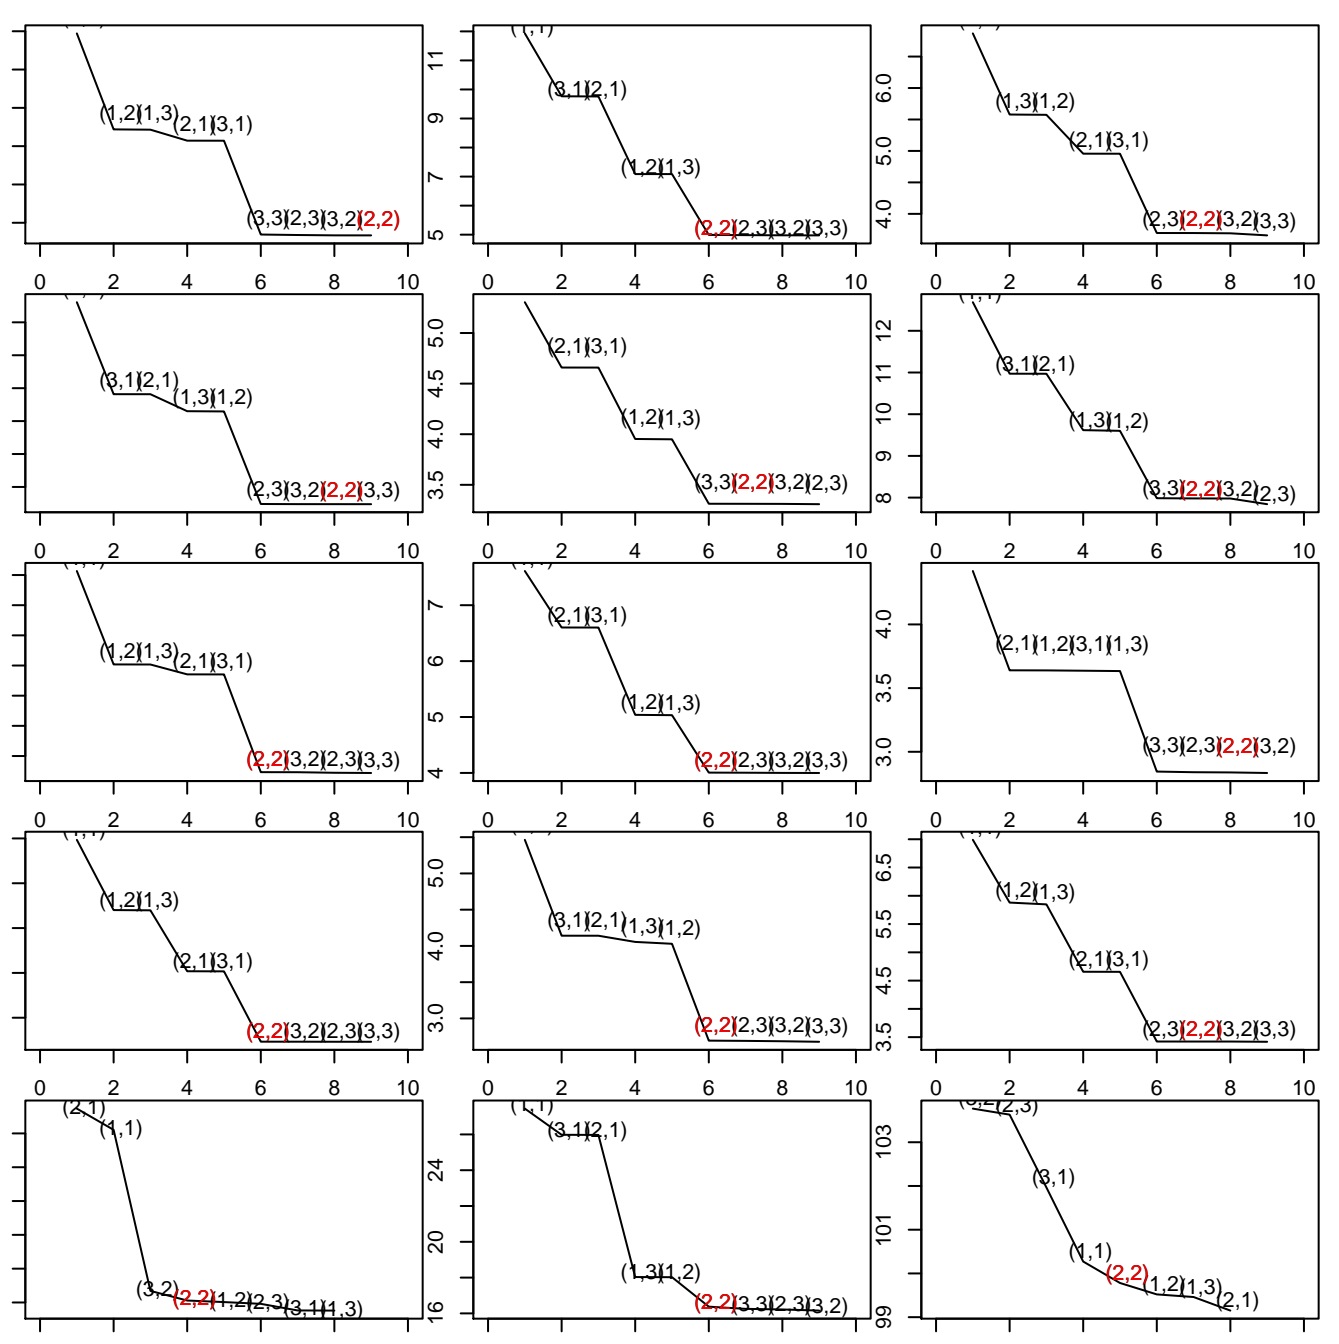 (1,2)(1,3)(2,1)(3,1)(3,3)(2,3)(3,2)(2,2)
0 2 4 6 8 10
11 9 7 5
(1,1)
(3,1)(2,1)
(1,2)(1,3)
(2,2)(2,3)(3,2)(3,3)
0 2 4 6 8 10
6.0 5.0 4.0
(1,3)(1,2)
(2,1)(3,1)
(2,3)(2,2)(3,2)(3,3)
0 2 4 6 8 10
(3,1)(2,1)(1,3)(1,2)
(2,3)(3,2)(2,2)(3,3)
0 2 4 6 8 10
5.0 4.5 4.0 3.5
(2,1)(3,1)
(1,2)(1,3)
(3,3)(2,2)(3,2)(2,3)
0 2 4 6 8 10
12 11 10 9 8
(1,1)
(3,1)(2,1)
(1,3)(1,2)
(3,3)(2,2)(3,2)(2,3)
0 2 4 6 8 10
(1,2)(1,3)(2,1)(3,1)
(2,2)(3,2)(2,3)(3,3)
0 2 4 6 8 10
7 6 5 4
(2,1)(3,1)
(1,2)(1,3)
(2,2)(2,3)(3,2)(3,3)
0 2 4 6 8 10
4.0 3.5 3.0
(2,1)(1,2)(3,1)(1,3)
(3,3)(2,3)(2,2)(3,2)
0 2 4 6 8 10
(1,2)(1,3)
(2,1)(3,1)
(2,2)(3,2)(2,3)(3,3)
0 2 4 6 8 10
5.0 4.0 3.0
(3,1)(2,1)(1,3)(1,2)
(2,2)(2,3)(3,2)(3,3)
0 2 4 6 8 10
6.5 5.5 4.5 3.5
(1,2)(1,3)
(2,1)(3,1)
(2,3)(2,2)(3,2)(3,3)
0 2 4 6 8 10
(2,1)
(1,1)
(3,2)(2,2)(1,2)(2,3)(3,1)(1,3)
24 20 16
(1,1)
(3,1)(2,1)
(1,3)(1,2)
(2,2)(3,3)(2,3)(3,2)
103 101 99
(3,2)(2,3)
(3,1)
(1,1)
(2,2)
(1,2)(1,3)
(2,1)